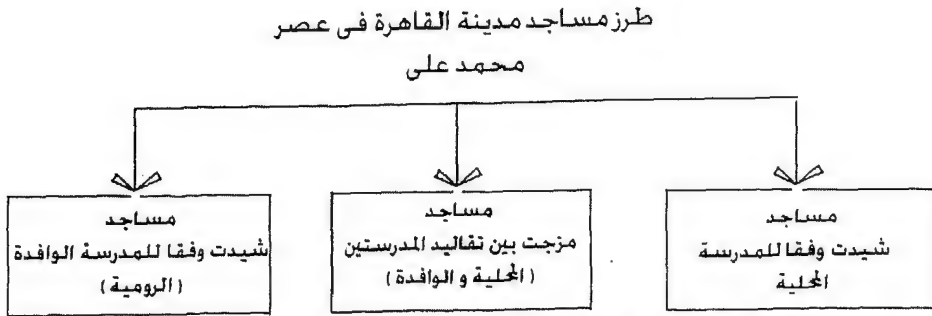 طرز مساجد مدينة القاهرة فى عصر
محمد على
مساجد
شيدت وفقا للمدرسة
المحلية
مساجد
مزجت بين تقاليد المدرستين
(المحلية و الوافدة)
مساجد
شيدت وفقا للمدرسة الوافدة
(الرومية)